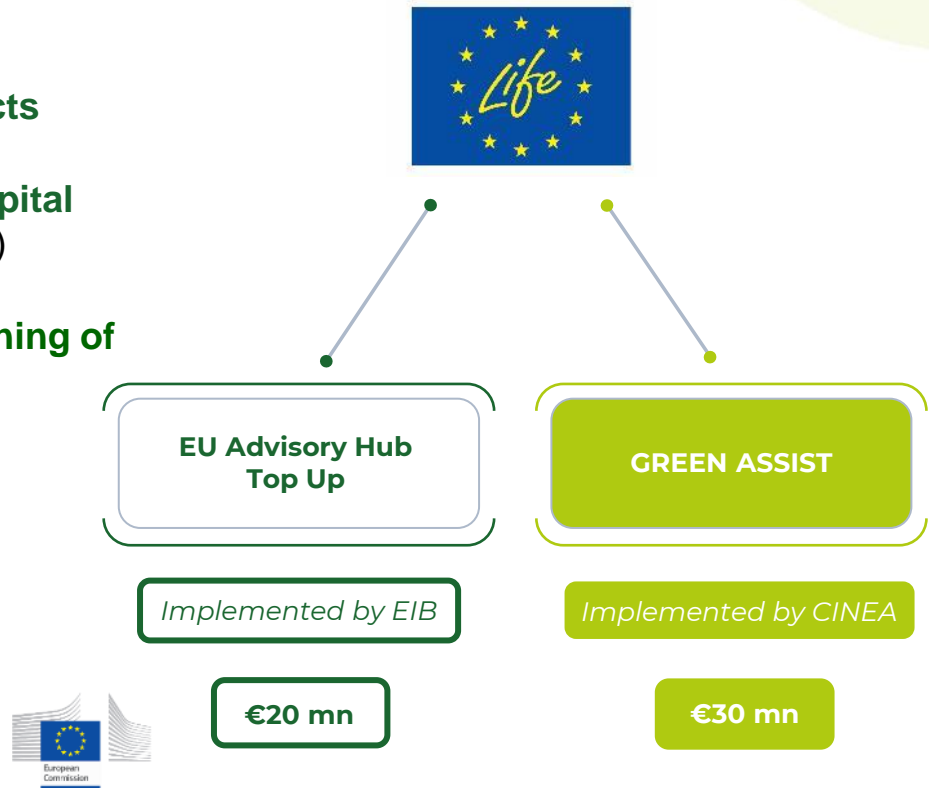 Life
cts
pital
)
ning of
EU Advisory Hub
Top Up
GREEN ASSIST
Implemented by EIB
Implemented by CINEA
€20 mn
€30 mn
European
Commission